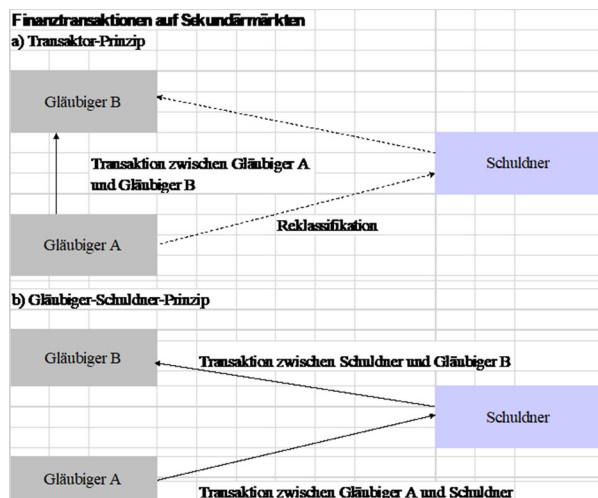 Finanztransaktionen auf Sekundärmärkten
a) Transaktor-Prinzip
Gläubiger B
Transaktion zwischen Gläubiger A
und Gläubiger B
Schuldner
Gläubiger A
Reklassifikation
b) Gläubiger-Schuldner-Prinzip
Gläubiger B
Transaktion zwischen Schuldner und Gläubiger B
Schuldner
Gläubiger A
Transaktion zwischen Gläubiger A und Schuldner